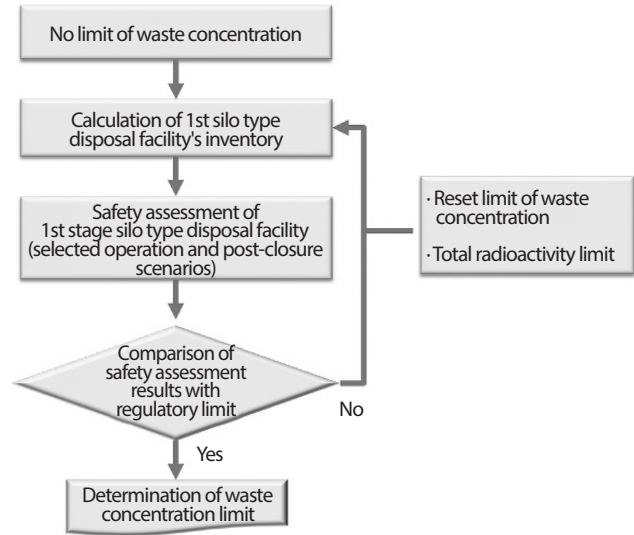 No limit of waste concentration
Calculation of 1st silo type
disposal facility's inventory
Safety assessment of
1st stage silo type disposal facility
(selected operation and post-closure
scenarios)
· Reset limit of waste
concentration
· Total radioactivity limit
Comparison of
safety assessment
results with
regulatory limit
No
Yes
Determination of waste
concentration limit